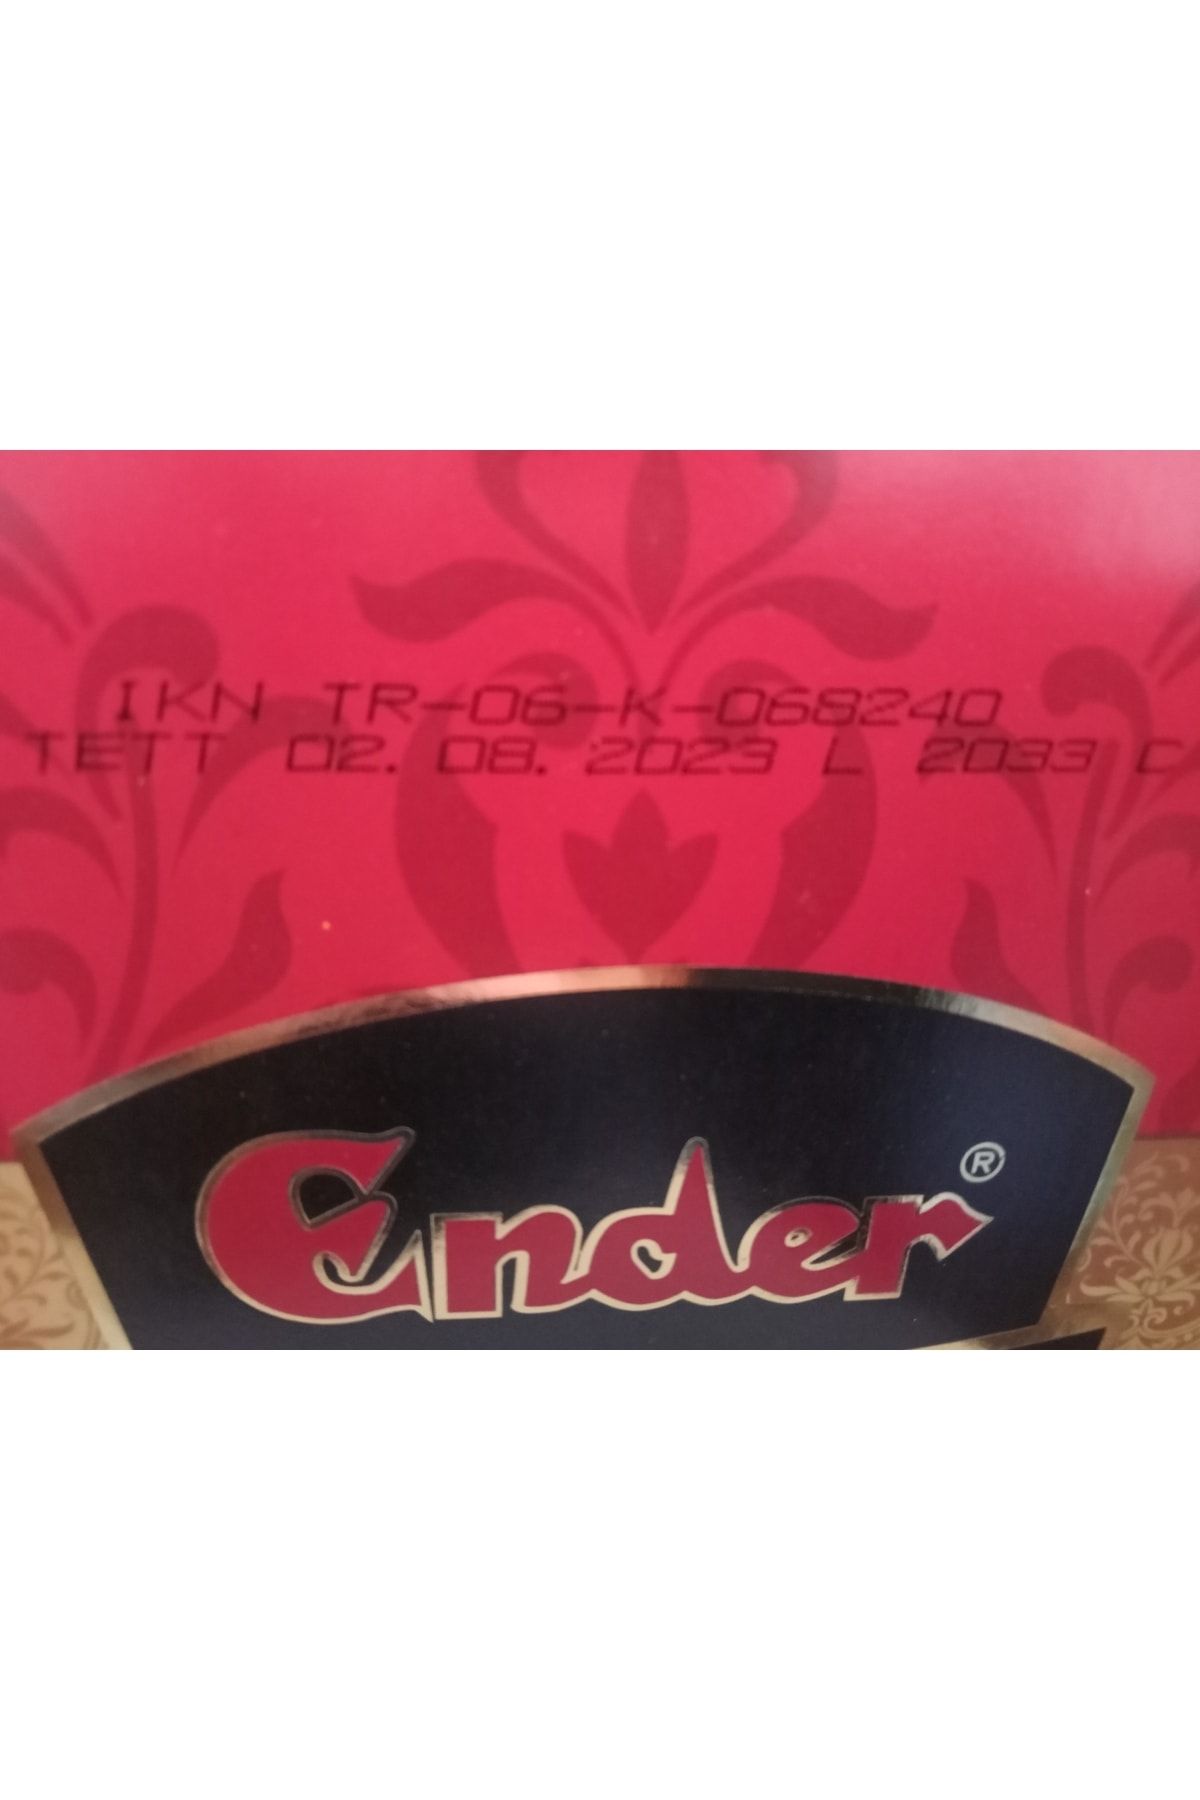 IKN TR-06-K-068240
TETT 02.08.2023 L 2033 C
Ender®